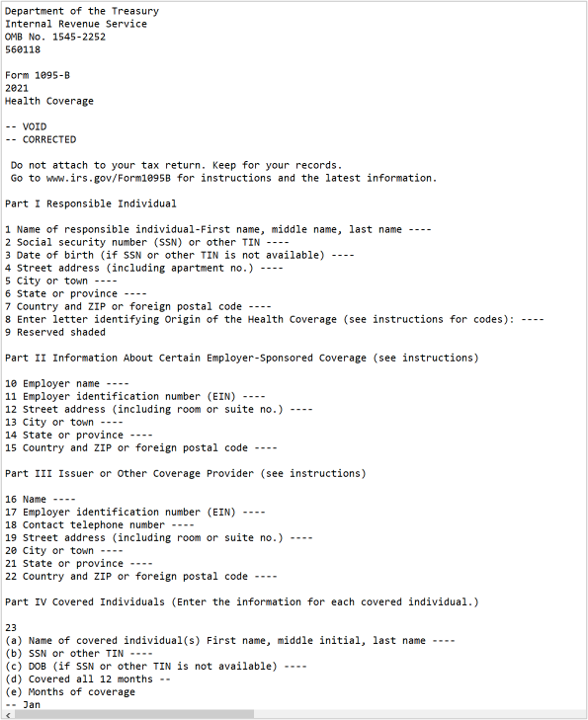 Department of the Treasury
Internal Revenue Service
OMB No. 1545-2252
560118
Form 1095-B
2021
Health Coverage
-- VOID
-- CORRECTED
Do not attach to your tax return. Keep for your records.
Go to www.irs.gov/Form1095B for instructions and the latest information.
Part I Responsible Individual
1 Name of responsible individual-First name, middle name, last name ----
2 Social security number (SSN) or other TIN ----
3 Date of birth (if SSN or other TIN is not available) ----
4 Street address (including apartment no.) ----
5 City or town ----
6 State or province ----
7 Country and ZIP or foreign postal code ----
8 Enter letter identifying Origin of the Health Coverage (see instructions for codes): ----
9 Reserved shaded
Part II Information About Certain Employer-Sponsored Coverage (see instructions)
10 Employer name ----
11 Employer identification number (EIN) ----
12 Street address (including room or suite no.) ----
13 City or town ----
14 State or province ----
15 Country and ZIP or foreign postal code ----
Part III Issuer or Other Coverage Provider (see instructions)
16 Name ----
17 Employer identification number (EIN) ----
18 Contact telephone number ----
19 Street address (including room or suite no.) ----
20 City or town ----
21 State or province ----
22 Country and ZIP or foreign postal code ----
Part IV Covered Individuals (Enter the information for each covered individual.)
23
(a) Name of covered individual(s) First name, middle initial, last name ----
(b) SSN or other TIN ----
(c) DOB (if SSN or other TIN is not available) ----
(d) Covered all 12 months --
(e) Months of coverage
-- Jan